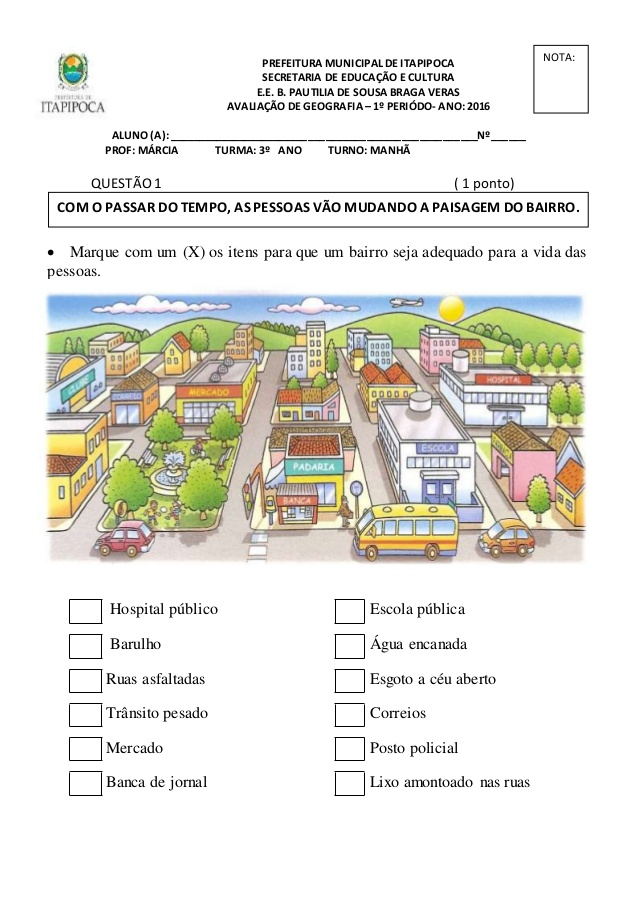 PREFEITURA DE
ITAPIPOCA
PREFEITURA MUNICIPAL DE ITAPIPOCA
SECRETARIA DE EDUCAÇÃO E CULTURA
E.E. B. PAUTILIA DE SOUSA BRAGA VERAS
AVALIAÇÃO DE GEOGRAFIA – 1º PERIÓDO- ANO: 2016
NOTA:
ALUNO (A): ________________________________________________Nº______
PROF: MÁRCIA TURMA: 3º ANO TURNO: MANHÃ
QUESTÃO 1 ( 1 ponto)
COM O PASSAR DO TEMPO, AS PESSOAS VÃO MUDANDO A PAISAGEM DO BAIRRO.
• Marque com um (X) os itens para que um bairro seja adequado para a vida das
pessoas.
CLUBE
CORREIO
MERCADO
HOSPITAL
ESCOLA
PADARIA
BANCA
Hospital público
Escola pública
Barulho
Água encanada
Ruas asfaltadas
Esgoto a céu aberto
Trânsito pesado
Correios
Mercado
Posto policial
Banca de jornal
Lixo amontoado nas ruas